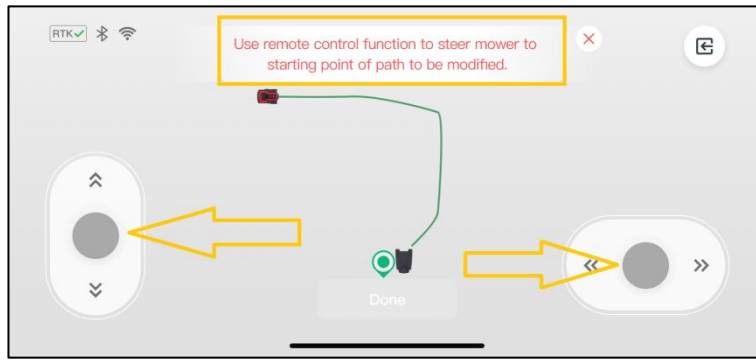 RTK
Use remote control function to steer mower to
starting point of path to be modified.
Done